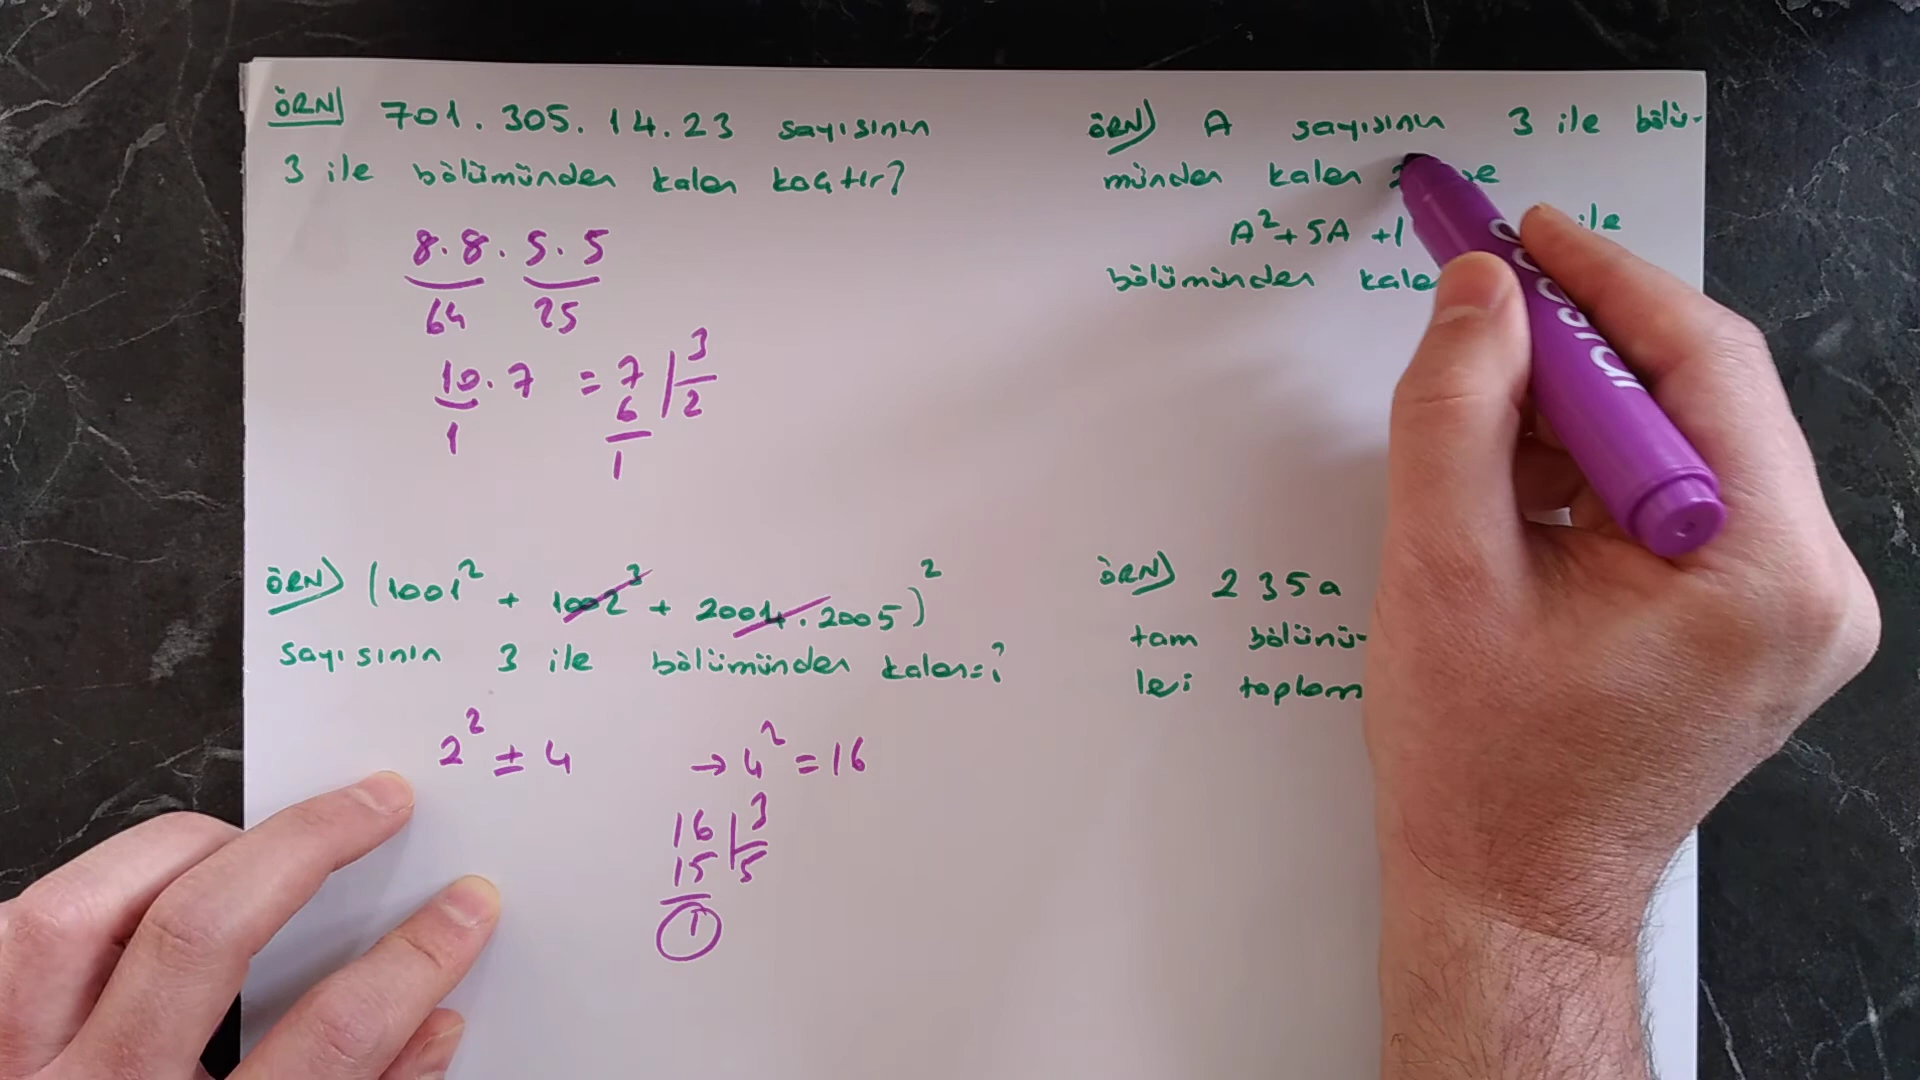 ÖRN) 701.305.14.23 sayısının
3 ile bölümünden kalan kaçtır?
8.8.5.5
64 25
10.7 = 7 | 3
1 6 2
1
ÖRN) (1001² + 1002³ + 2001.2005)²
sayısının 3 ile bölümünden kalan=?
2² ± 4 → 4² = 16
16 | 3
15 5
1
ÖRN) A sayısının 3 ile bölü-
münden kalan
A²+5A+1 ile
bölümünden
ÖRN) 235a
tam bölünü-
leri